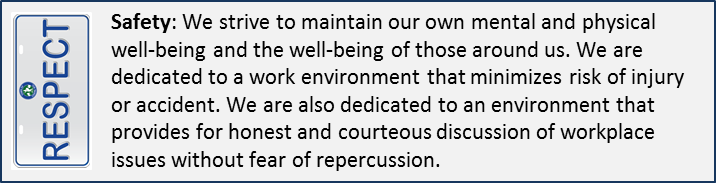 RESPECT
Safety: We strive to maintain our own mental and physical
well-being and the well-being of those around us. We are
dedicated to a work environment that minimizes risk of injury
or accident. We are also dedicated to an environment that
provides for honest and courteous discussion of workplace
issues without fear of repercussion.